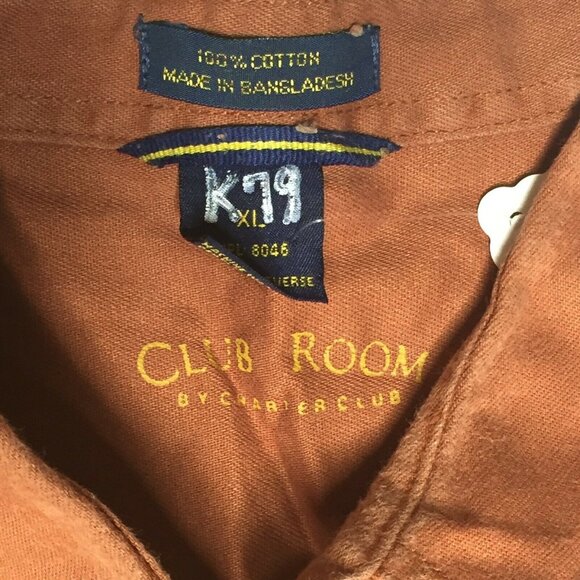 100% COTTON
MADE IN BANGLADESH
K79
XL
8046
CLUB ROOM
BY CHARTER CLUB